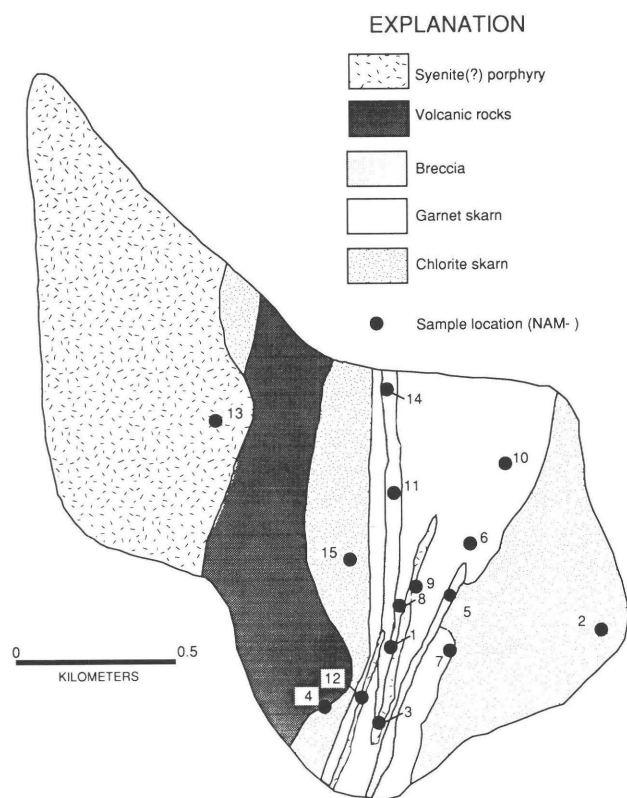 EXPLANATION
Syenite(?) porphyry
Volcanic rocks
Breccia
Garnet skarn
Chlorite skarn
Sample location (NAM- )
14
13
10
11
6
15
9
8
5
2
1
7
12
4
3
0 0.5
KILOMETERS